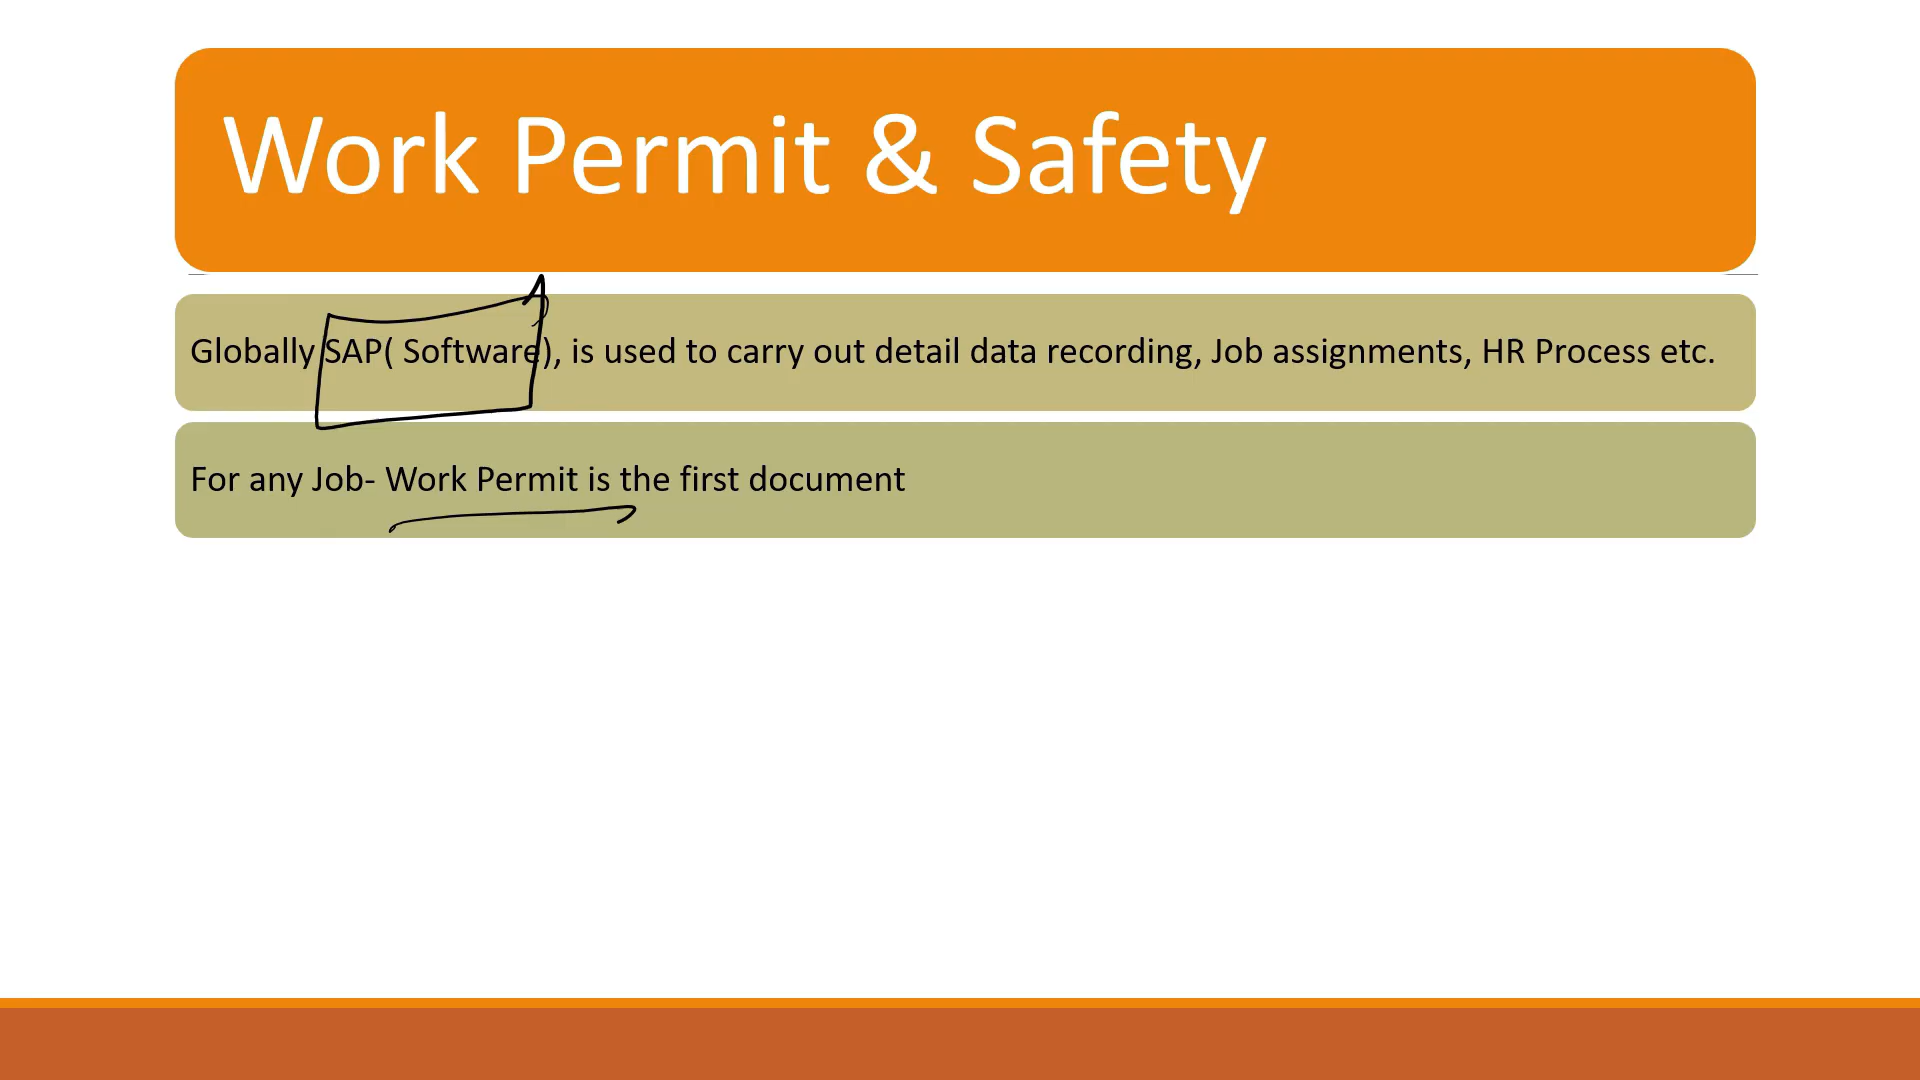 Work Permit & Safety
Globally SAP( Software), is used to carry out detail data recording, Job assignments, HR Process etc.
For any Job- Work Permit is the first document